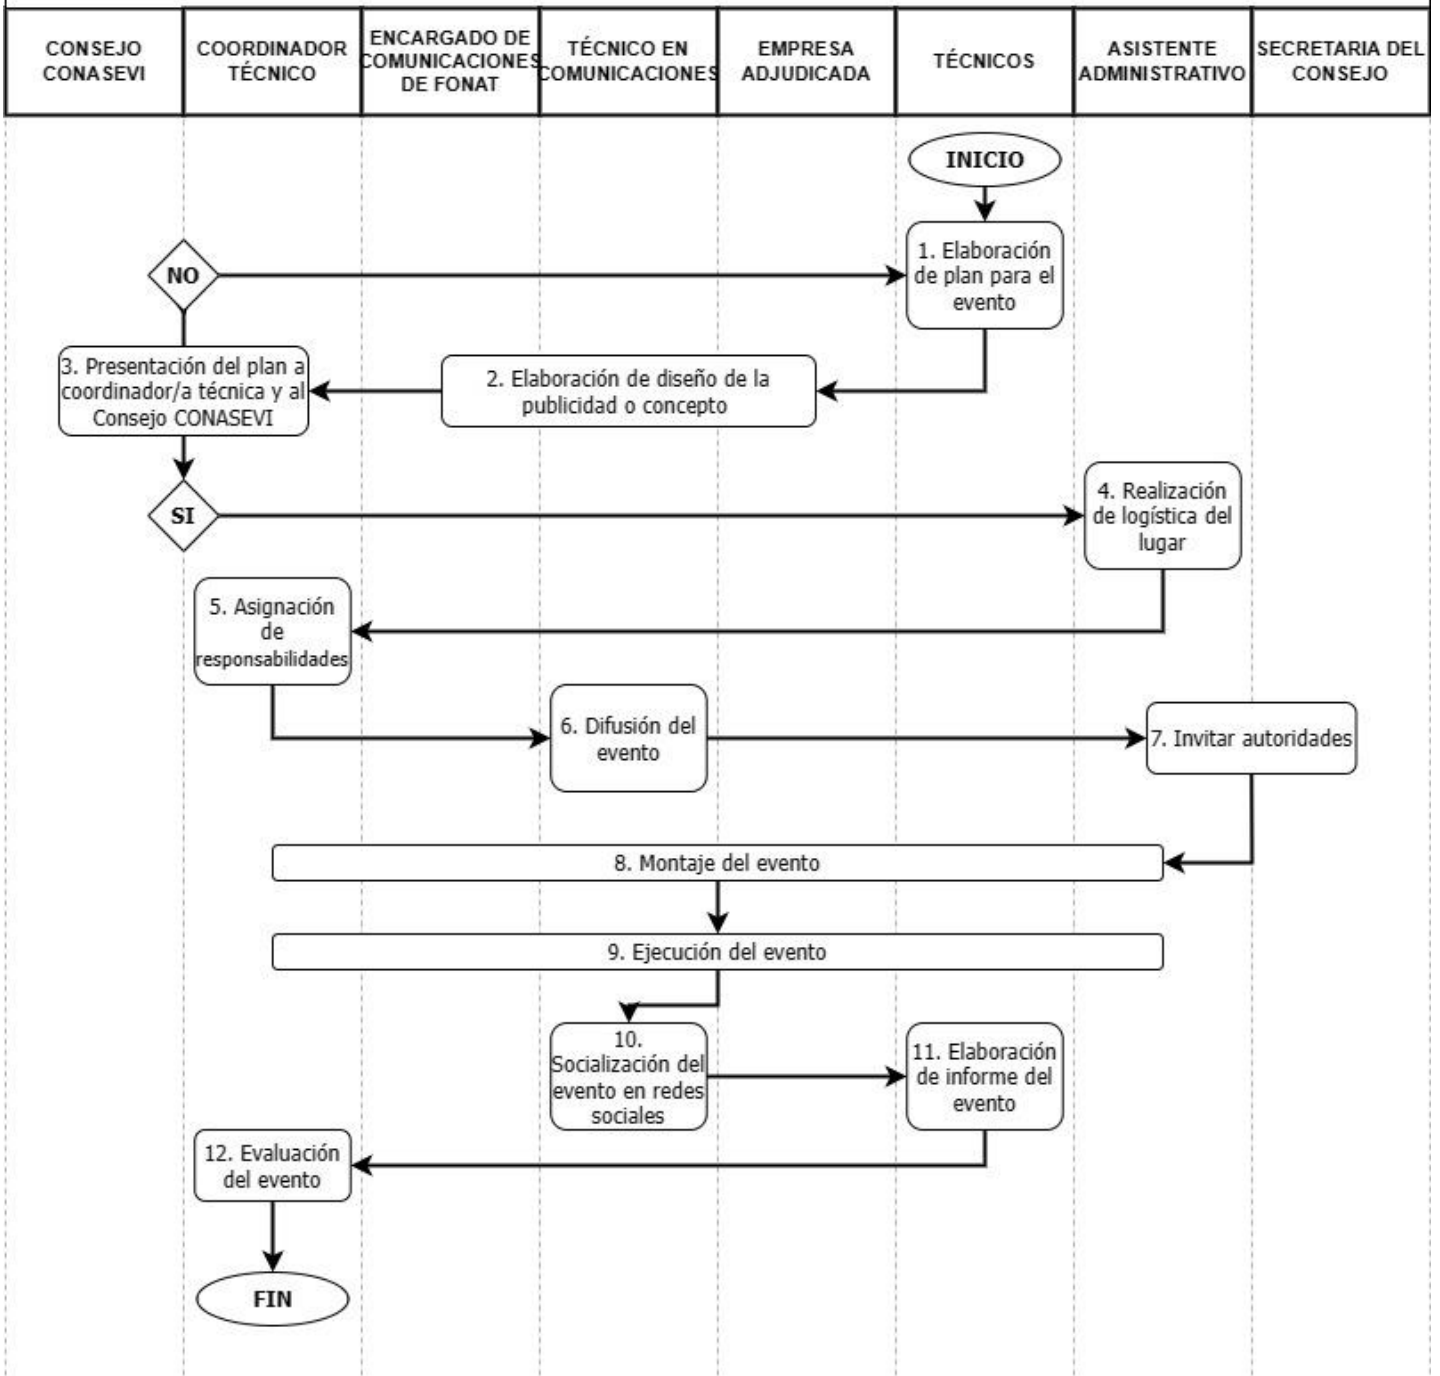 CONSEJO
CONASEVI
COORDINADOR
TÉCNICO
ENCARGADO DE
COMUNICACIONES
DE FONAT
TÉCNICO EN
COMUNICACIONES
EMPRESA
ADJUDICADA
TÉCNICOS
ASISTENTE
ADMINISTRATIVO
SECRETARIA DEL
CONSEJO
INICIO
1. Elaboración
de plan para el
evento
NO
2. Elaboración de diseño de la
publicidad o concepto
3. Presentación del plan a
coordinador/a técnica y al
Consejo CONASEVI
SI
4. Realización
de logística del
lugar
5. Asignación
de
responsabilidades
6. Difusión del
evento
7. Invitar autoridades
8. Montaje del evento
9. Ejecución del evento
10.
Socialización del
evento en redes
sociales
11. Elaboración
de informe del
evento
12. Evaluación
del evento
FIN